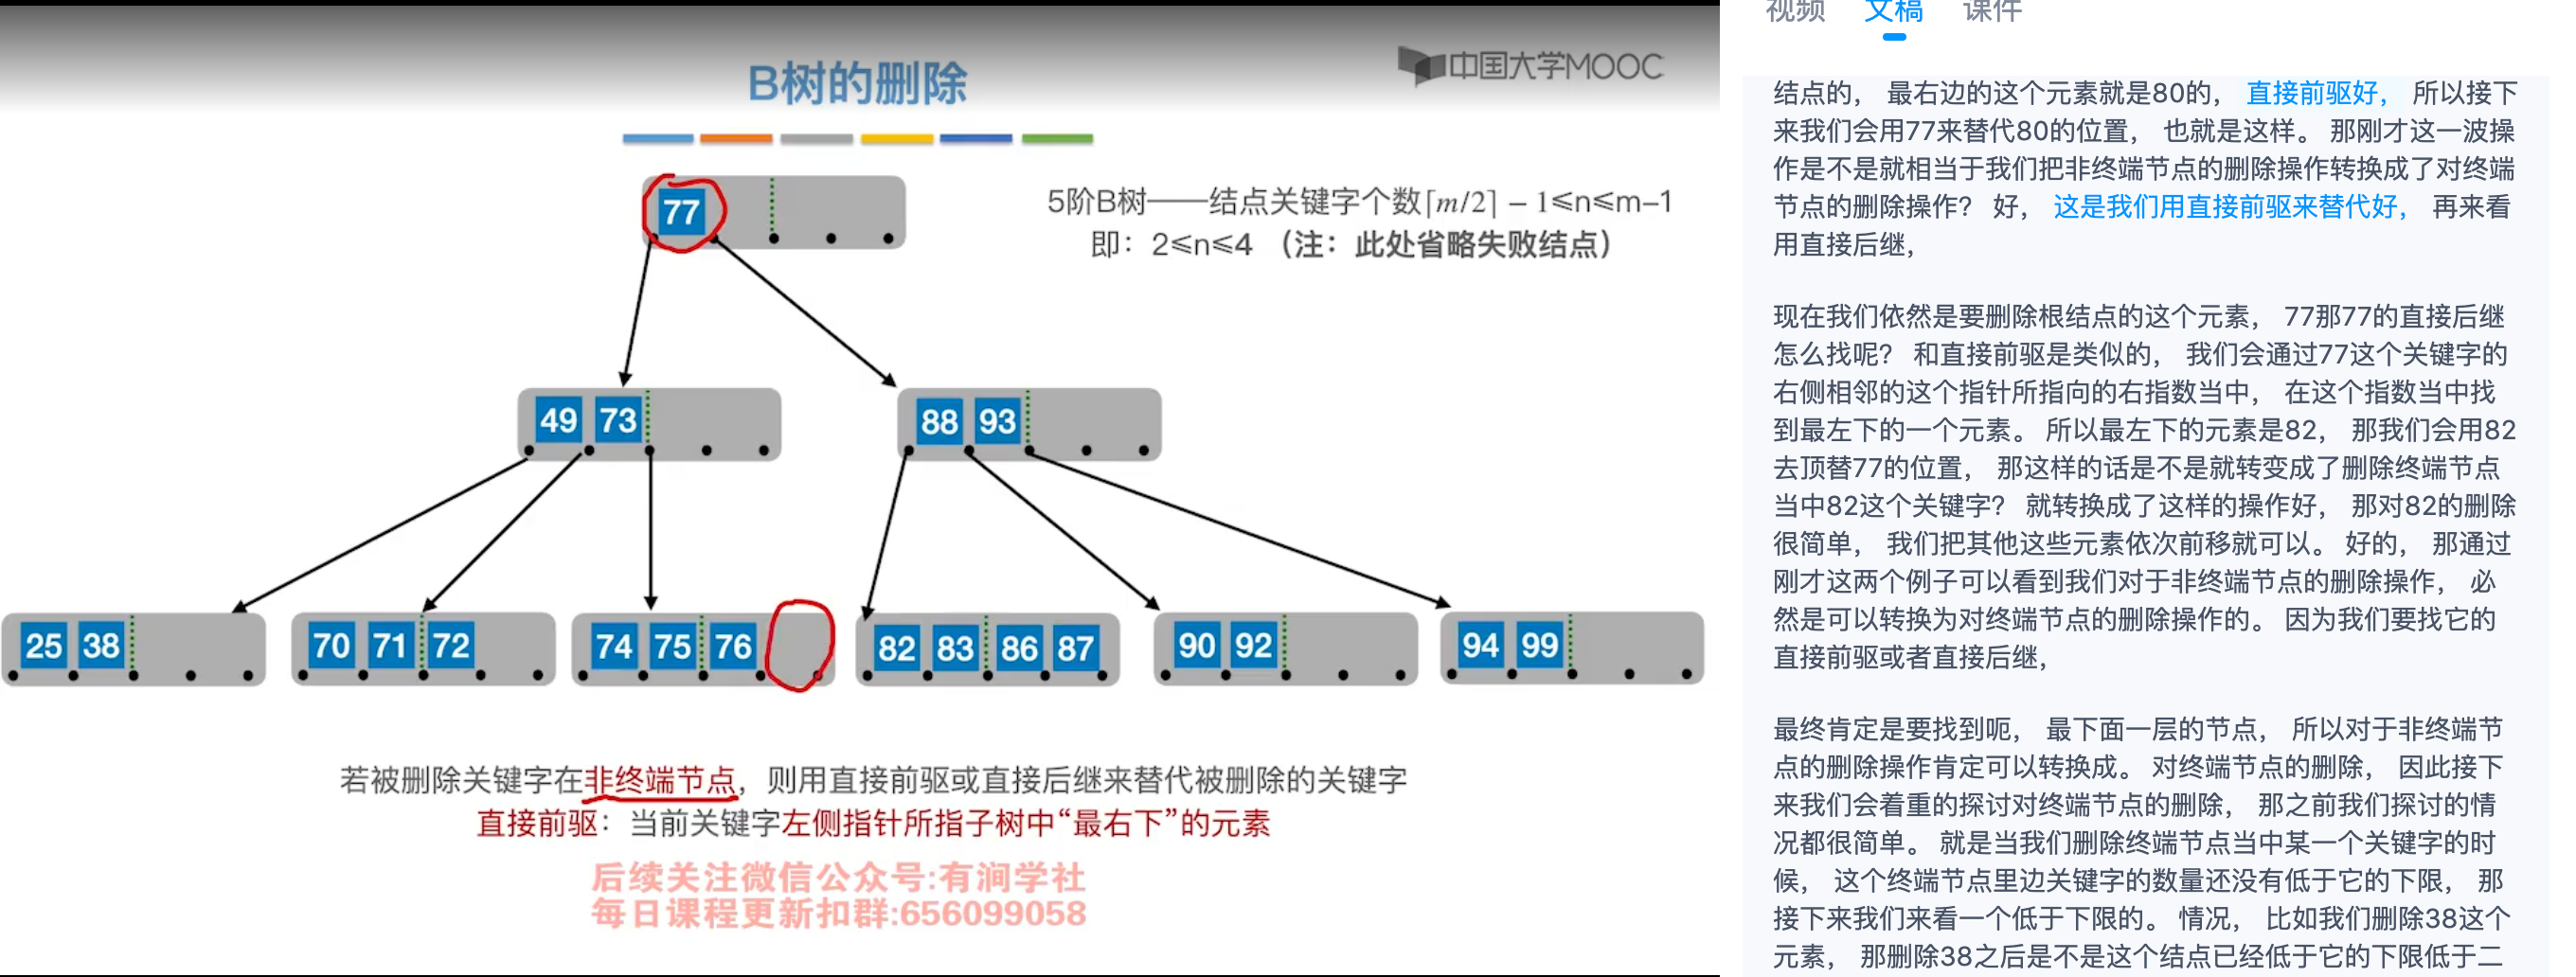 B树的删除
中国大学MOOC
77
5阶B树——结点关键字个数⌈m/2⌉ – 1≤n≤m–1
即：2≤n≤4 （注：此处省略失败结点）
49 73
88 93
25 38
70 71 72
74 75 76
82 83 86 87
90 92
94 99
若被删除关键字在非终端节点，则用直接前驱或直接后继来替代被删除的关键字
直接前驱：当前关键字左侧指针所指子树中“最右下”的元素
后续关注微信公众号:有涧学社
每日课程更新扣群:656099058
视频 文稿 课件
结点的， 最右边的这个元素就是80的， 直接前驱好， 所以接下
来我们会用77来替代80的位置， 也就是这样。 那刚才这一波操
作是不是就相当于我们把非终端节点的删除操作转换成了对终端
节点的删除操作？ 好， 这是我们用直接前驱来替代好， 再来看
用直接后继，
现在我们依然是要删除根结点的这个元素， 77那77的直接后继
怎么找呢？ 和直接前驱是类似的， 我们会通过77这个关键字的
右侧相邻的这个指针所指向的右指数当中， 在这个指数当中找
到最左下的一个元素。 所以最左下的元素是82， 那我们会用82
去顶替77的位置， 那这样的话是不是就转变成了删除终端节点
当中82这个关键字？ 就转换成了这样的操作好， 那对82的删除
很简单， 我们把其他这些元素依次前移就可以。 好的， 那通过
刚才这两个例子可以看到我们对于非终端节点的删除操作， 必
然是可以转换为对终端节点的删除操作的。 因为我们要找它的
直接前驱或者直接后继，
最终肯定是要找到呃， 最下面一层的节点， 所以对于非终端节
点的删除操作肯定可以转换成。 对终端节点的删除， 因此接下
来我们会着重的探讨对终端节点的删除， 那之前我们探讨的情
况都很简单。 就是当我们删除终端节点当中某一个关键字的时
候， 这个终端节点里边关键字的数量还没有低于它的下限， 那
接下来我们来看一个低于下限的。 情况， 比如我们删除38这个
元素， 那删除38之后是不是这个结点已经低于它的下限低于二